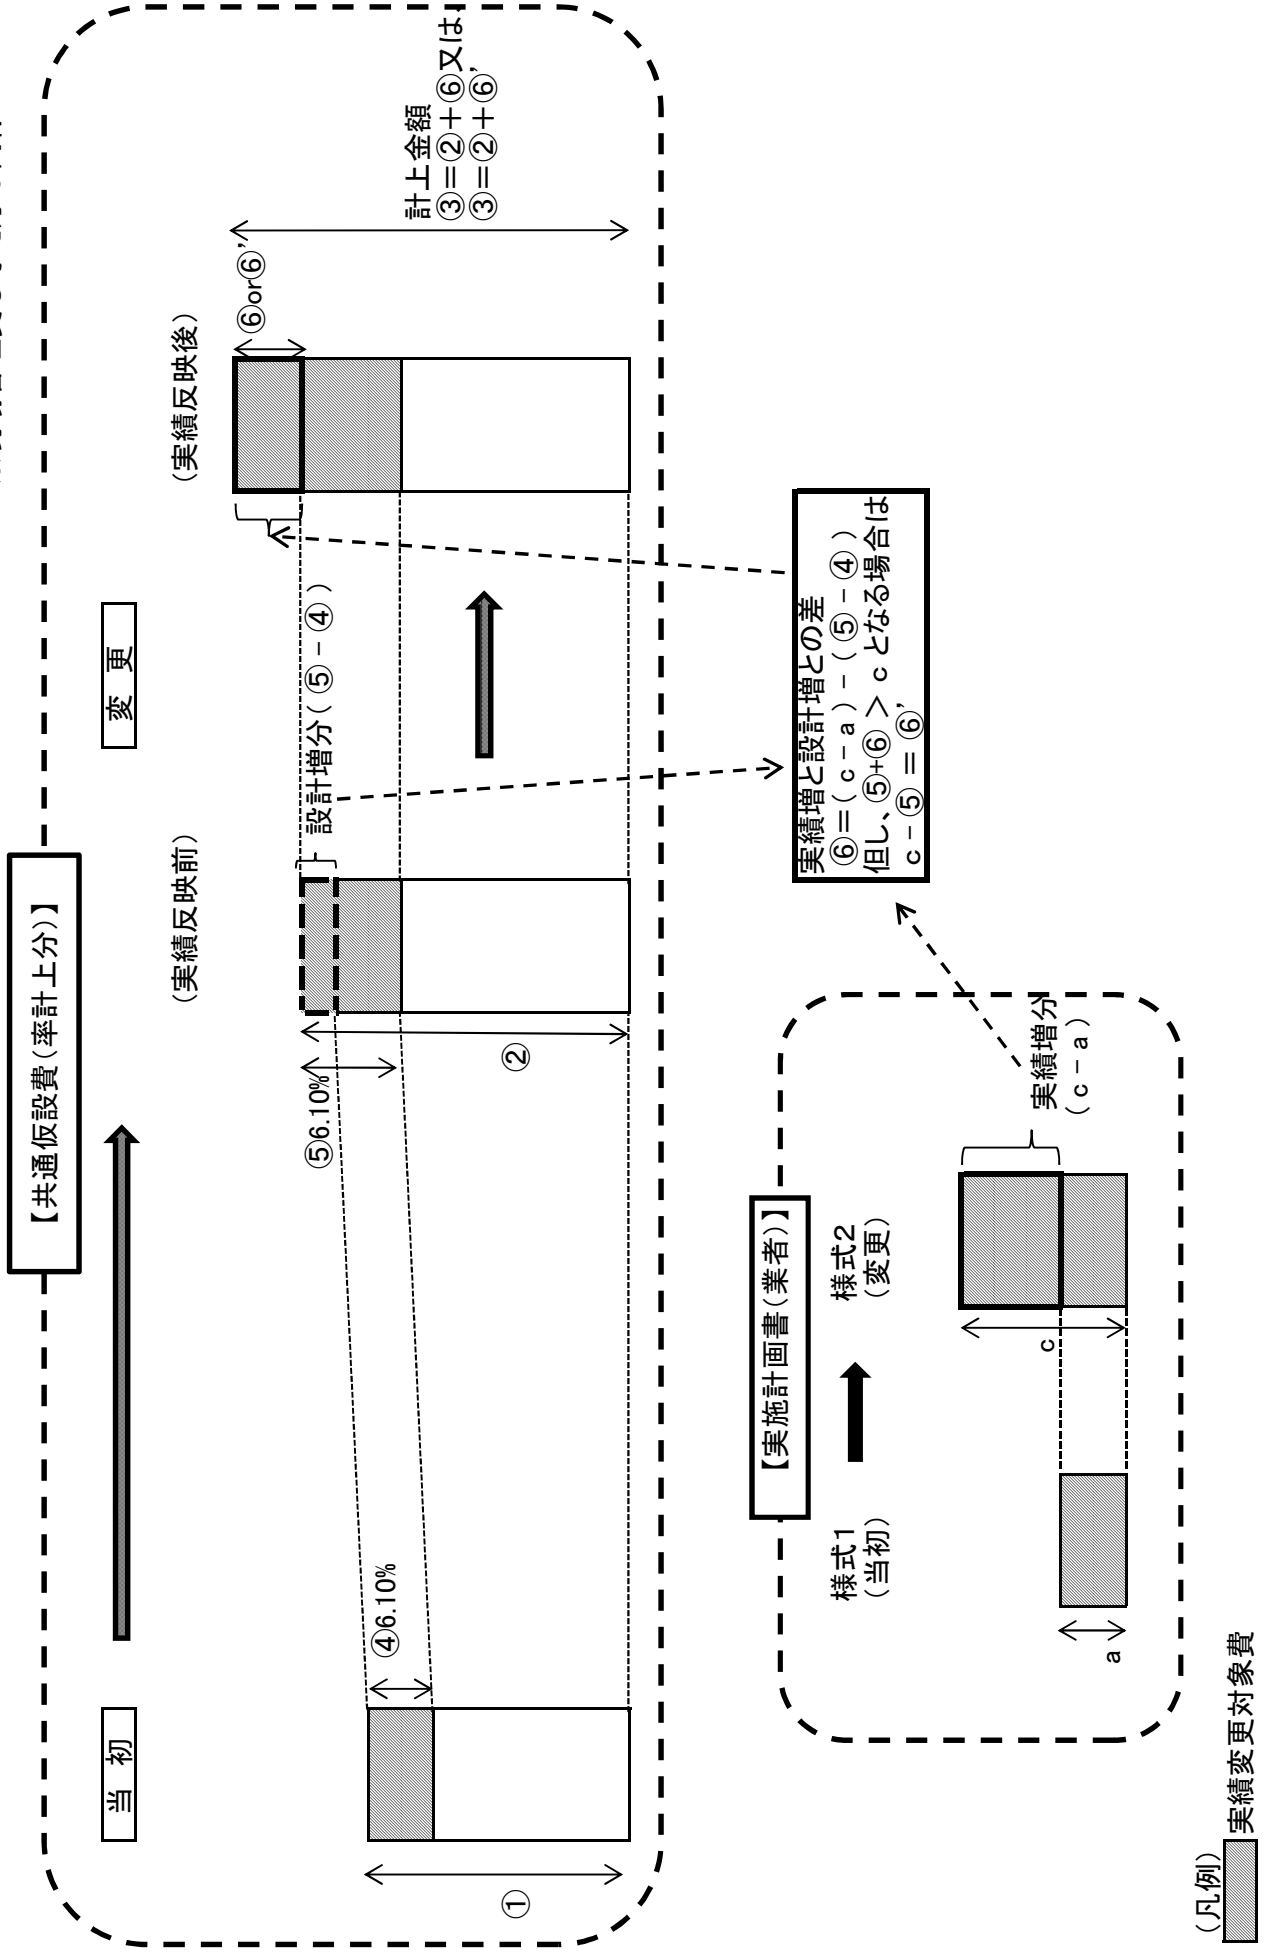 【共通仮設費(率計上分)】
当 初
変 更
(実績反映前)
(実績反映後)
①
④6.10%
⑤6.10%
②
設計増分(⑤-④)
⑥or⑥’
計上金額
③=②+⑥又は、
③=②+⑥’
実績増と設計増との差
⑥=(c-a)-(⑤-④)
但し、⑤+⑥>cとなる場合は
c-⑤=⑥’
【実施計画書(業者)】
様式1
(当初)
様式2
(変更)
a
c
実績増分
(c-a)
(凡例)
実績変更対象費